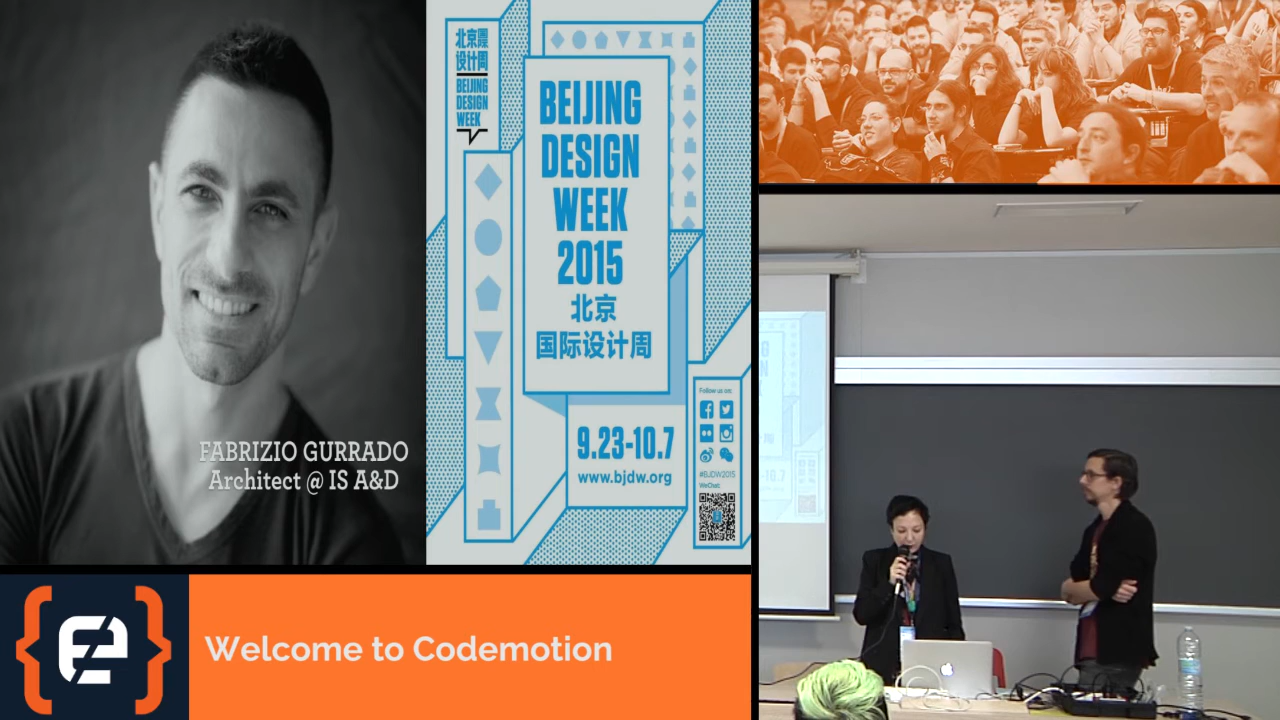 FABRIZIO GURRADO
Architect @ IS A&D
北京國際
设计周
BEIJING
DESIGN
WEEK
BEIJING
DESIGN
WEEK
2015
北京
国际设计周
9.23-10.7
www.bjdw.org
Follow us on:
#BJDW2015
WeChat:
Welcome to Codemotion